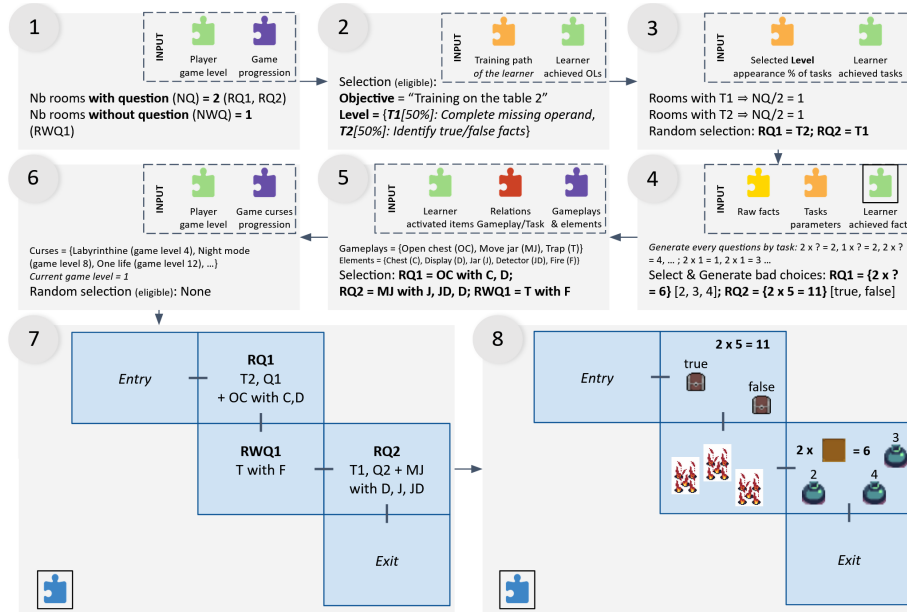 1
INPUT
Player
game level
Game
progression
Nb rooms with question (NQ) = 2 (RQ1, RQ2)
Nb rooms without question (NWQ) = 1
(RWQ1)
2
INPUT
Training path
of the learner
Learner
achieved OLs
Selection (eligible):
Objective = “Training on the table 2”
Level = {T1[50%]: Complete missing operand,
T2[50%]: Identify true/false facts}
3
INPUT
Selected Level
appearance % of tasks
Learner
achieved tasks
Rooms with T1 ⇒ NQ/2 = 1
Rooms with T2 ⇒ NQ/2 = 1
Random selection: RQ1 = T2; RQ2 = T1
6
INPUT
Player
game level
Game curses
progression
Curses = {Labyrinthine (game level 4), Night mode
(game level 8), One life (game level 12), ...}
Current game level = 1
Random selection (eligible): None
5
INPUT
Learner
activated items
Relations
Gameplay/Task
Gameplays
& elements
Gameplays = {Open chest (OC), Move jar (MJ), Trap (T)}
Elements = {Chest (C), Display (D), Jar (J), Detector (JD), Fire (F)}
Selection: RQ1 = OC with C, D;
RQ2 = MJ with J, JD, D; RWQ1 = T with F
4
INPUT
Raw facts
Tasks
parameters
Learner
achieved fact
Generate every questions by task: 2 x ? = 2, 1 x ? = 2, 2 x ?
= 4, ... ; 2 x 1 = 1, 2 x 1 = 3 ...
Select & Generate bad choices: RQ1 = {2 x ?
= 6} [2, 3, 4]; RQ2 = {2 x 5 = 11} [true, false]
7
Entry
RQ1
T2, Q1
+ OC with C,D
RWQ1
T with F
RQ2
T1, Q2 + MJ
with D, J, JD
Exit
8
Entry
2 x 5 = 11
true
false
2 x
= 6
3
2
4
Exit